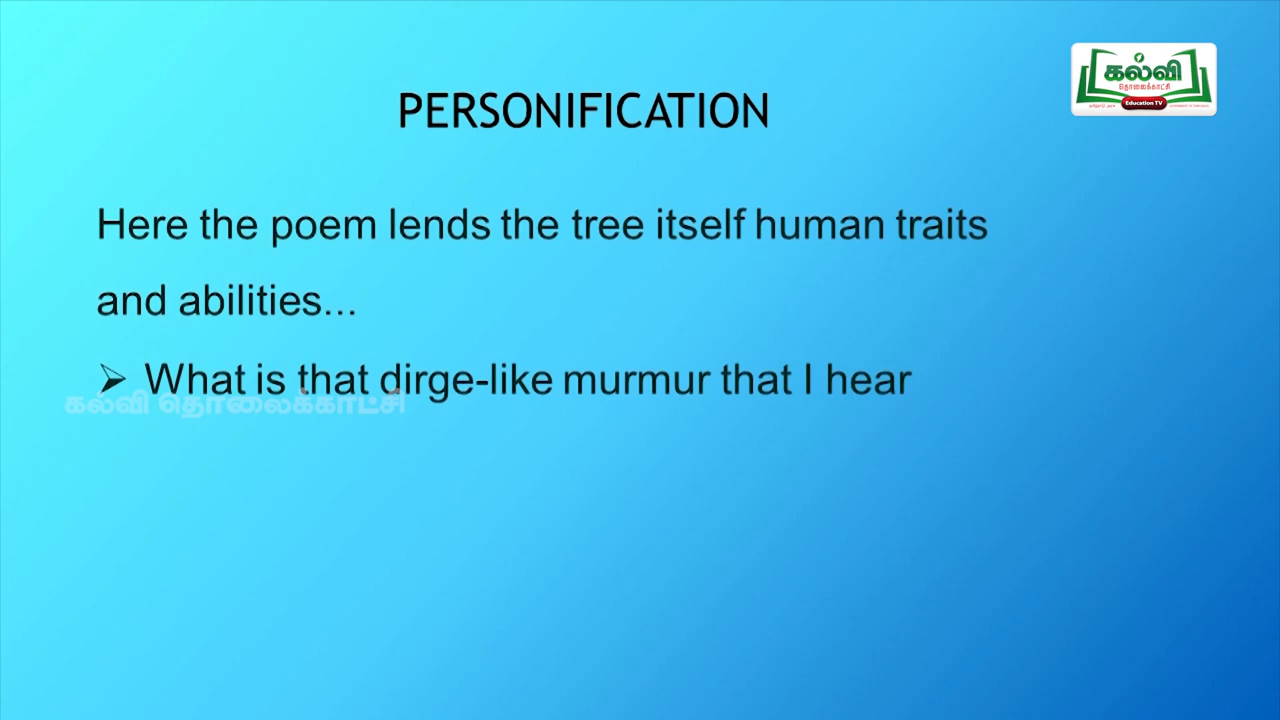 PERSONIFICATION
கல்வி
தொலைக்காட்சி
Education TV
Here the poem lends the tree itself human traits
and abilities...
➢ What is that dirge-like murmur that I hear
கல்வி தொலைக்காட்சி